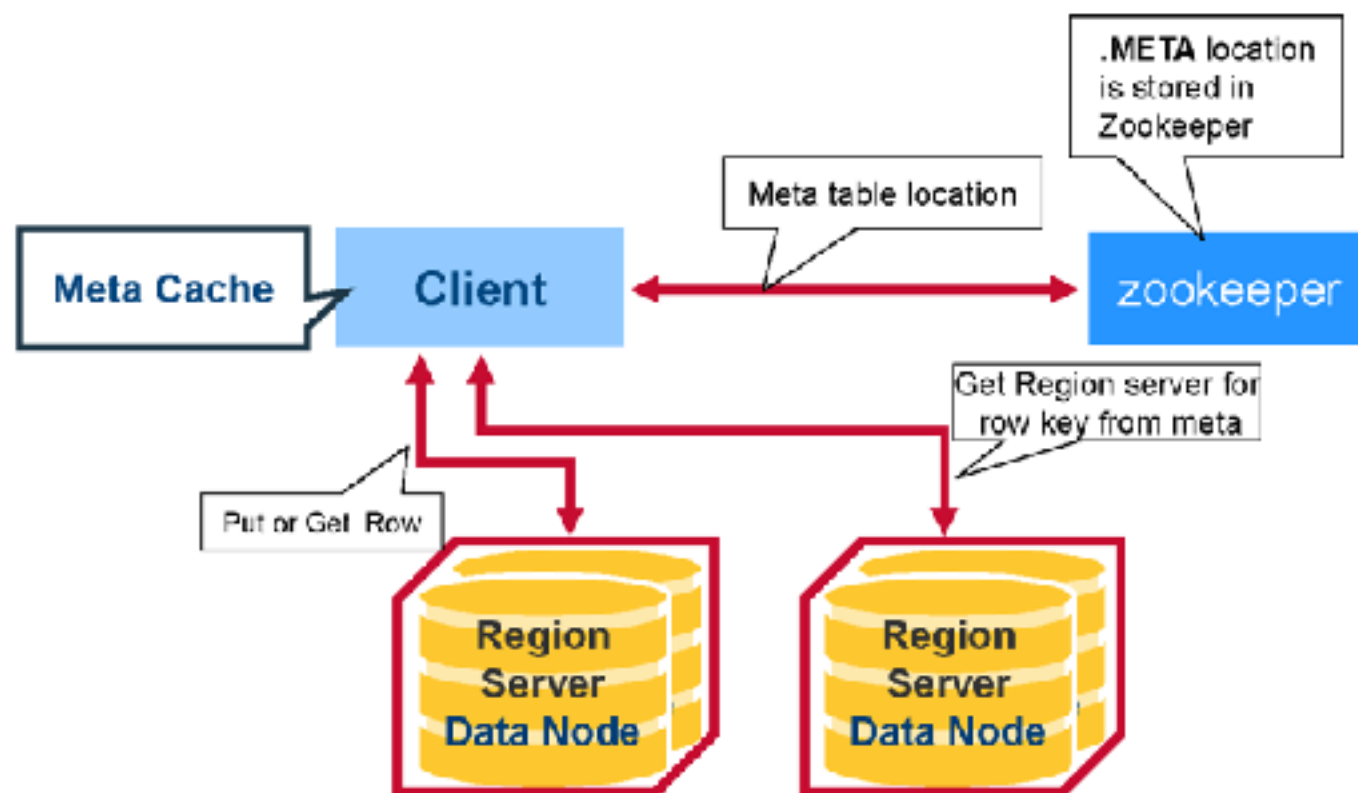 .META location
is stored in
Zookeeper
Meta table location
Meta Cache
Client
zookeeper
Get Region server for
row key from meta
Put or Get Row
Region
Server
Data Node
Region
Server
Data Node